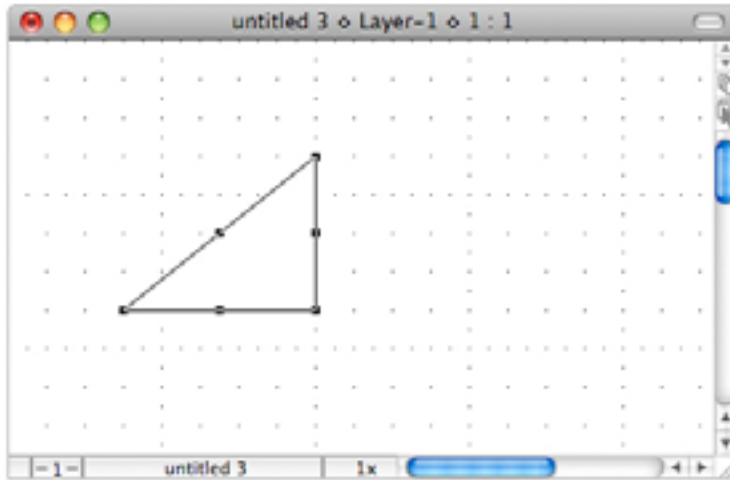 untitled 3 ◇ Layer-1 ◇ 1 : 1
-1- untitled 3 1x